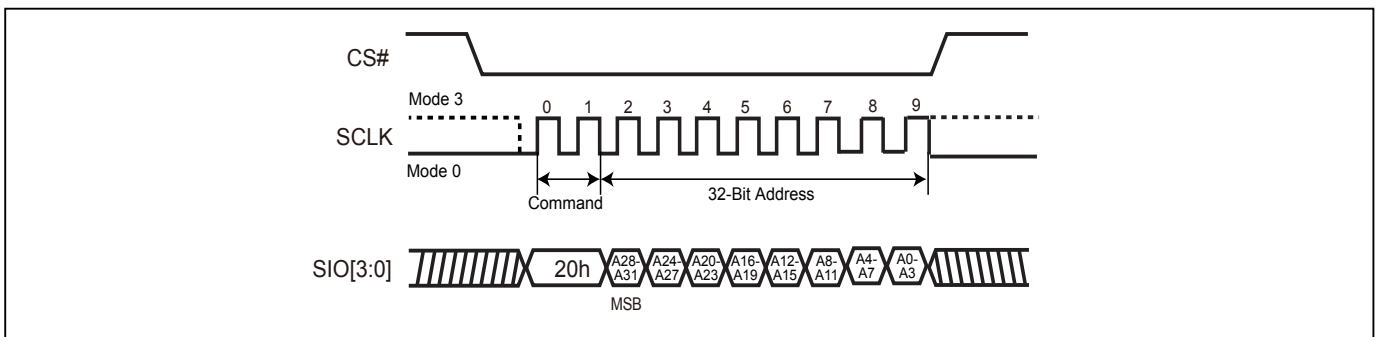 CS#
Mode 3
0 1 2 3 4 5 6 7 8 9
SCLK
Mode 0
Command
32-Bit Address
SIO[3:0]
20h
A28-
A31
A24-
A27
A20-
A23
A16-
A19
A12-
A15
A8-
A11
A4-
A7
A0-
A3
MSB